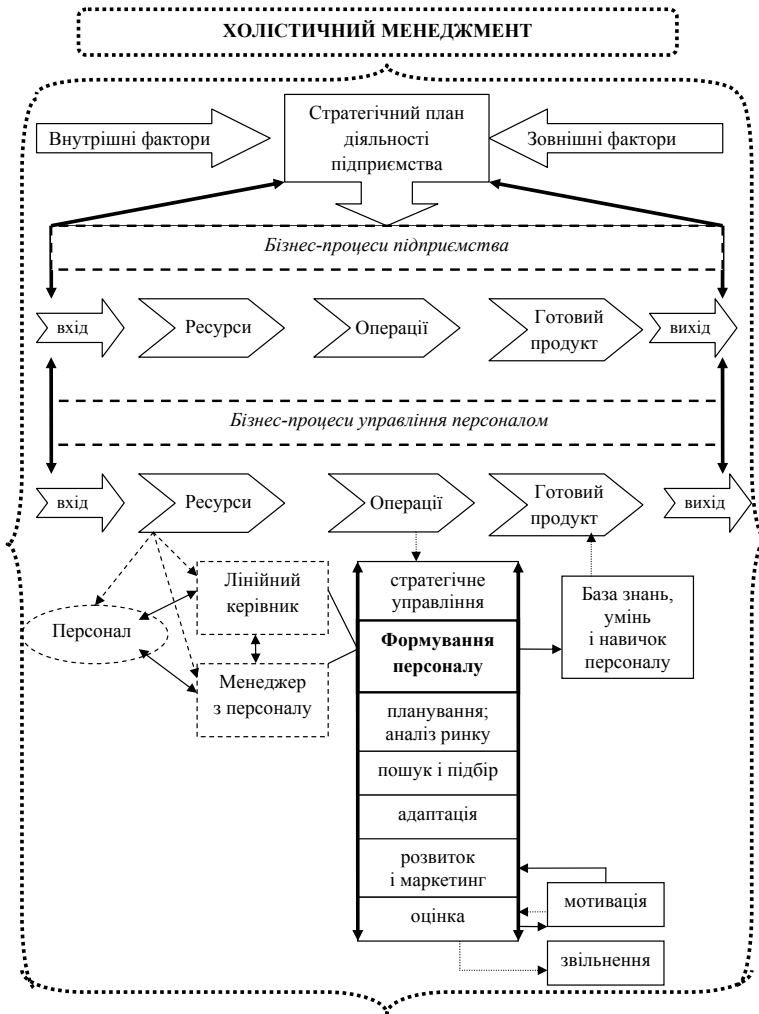 ХОЛІСТИЧНИЙ МЕНЕДЖМЕНТ
Внутрішні фактори
Стратегічний план
діяльності
підприємства
Зовнішні фактори
Бізнес-процеси підприємства
вхід
Ресурси
Операції
Готовий
продукт
вихід
Бізнес-процеси управління персоналом
вхід
Ресурси
Операції
Готовий
продукт
вихід
Персонал
Лінійний
керівник
Менеджер
з персоналу
стратегічне
управління
Формування
персоналу
планування;
аналіз ринку
пошук і підбір
адаптація
розвиток
і маркетинг
оцінка
База знань,
умінь
і навичок
персоналу
мотивація
звільнення